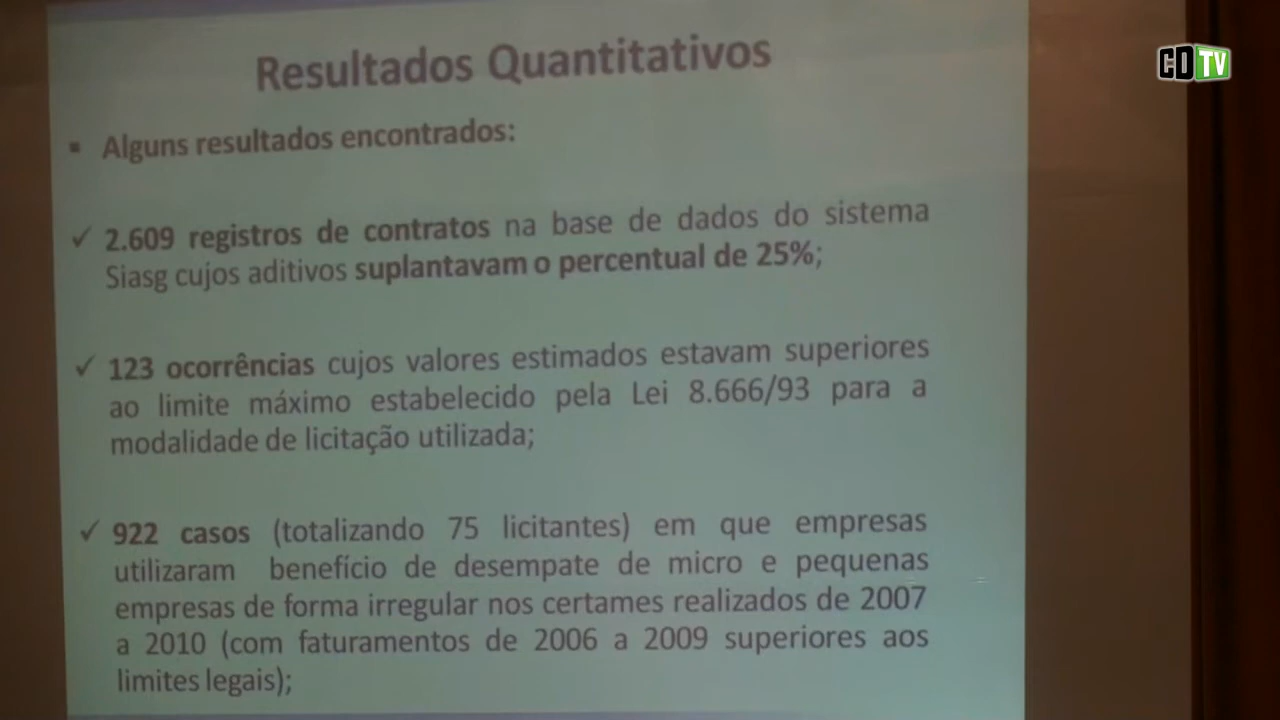 CDTV
Resultados Quantitativos
▪ Alguns resultados encontrados:
✓ 2.609 registros de contratos na base de dados do sistema
Siasg cujos aditivos suplantavam o percentual de 25%;
✓ 123 ocorrências cujos valores estimados estavam superiores
ao limite máximo estabelecido pela Lei 8.666/93 para a
modalidade de licitação utilizada;
✓ 922 casos (totalizando 75 licitantes) em que empresas
utilizaram benefício de desempate de micro e pequenas
empresas de forma irregular nos certames realizados de 2007
a 2010 (com faturamentos de 2006 a 2009 superiores aos
limites legais);